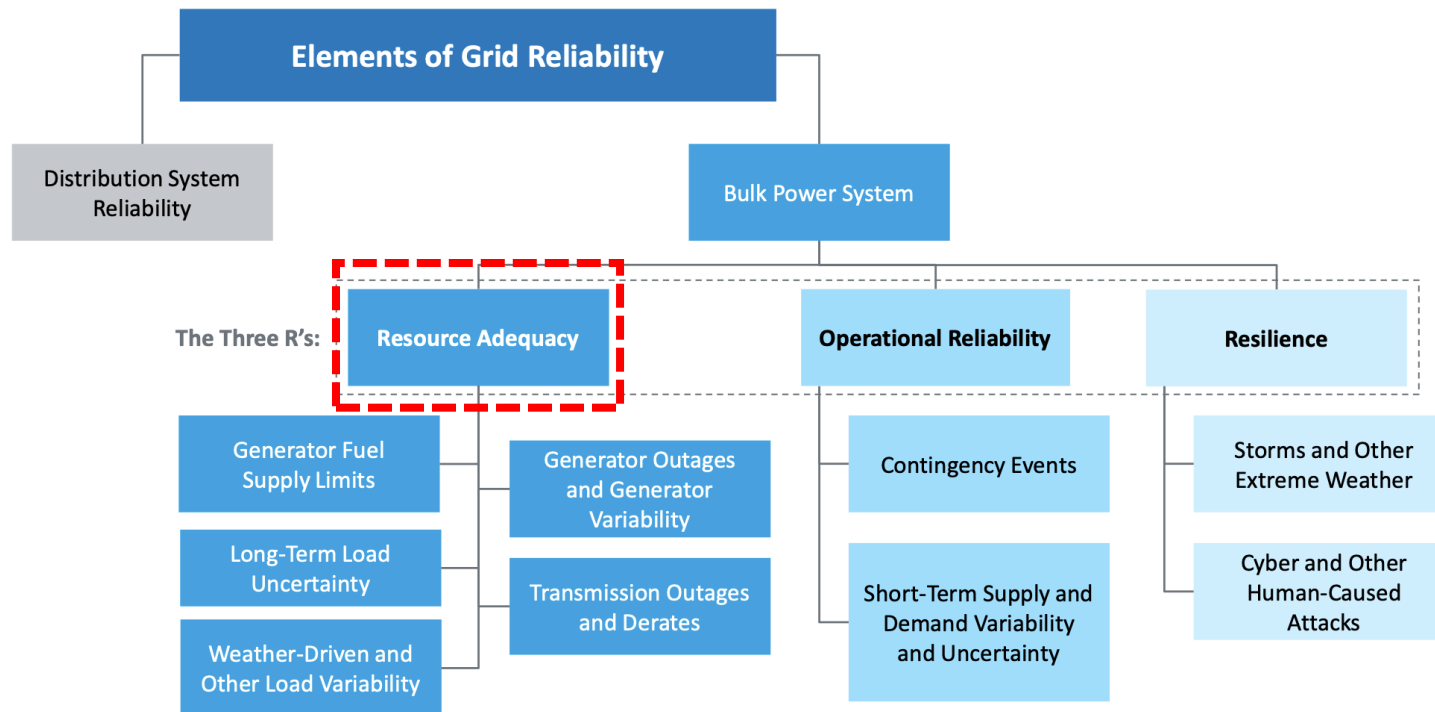 Elements of Grid Reliability
Distribution System
Reliability
Bulk Power System
The Three R's:
Resource Adequacy
Operational Reliability
Resilience
Generator Fuel
Supply Limits
Generator Outages
and Generator
Variability
Long-Term Load
Uncertainty
Transmission Outages
and Derates
Weather-Driven and
Other Load Variability
Contingency Events
Short-Term Supply and
Demand Variability
and Uncertainty
Storms and Other
Extreme Weather
Cyber and Other
Human-Caused
Attacks